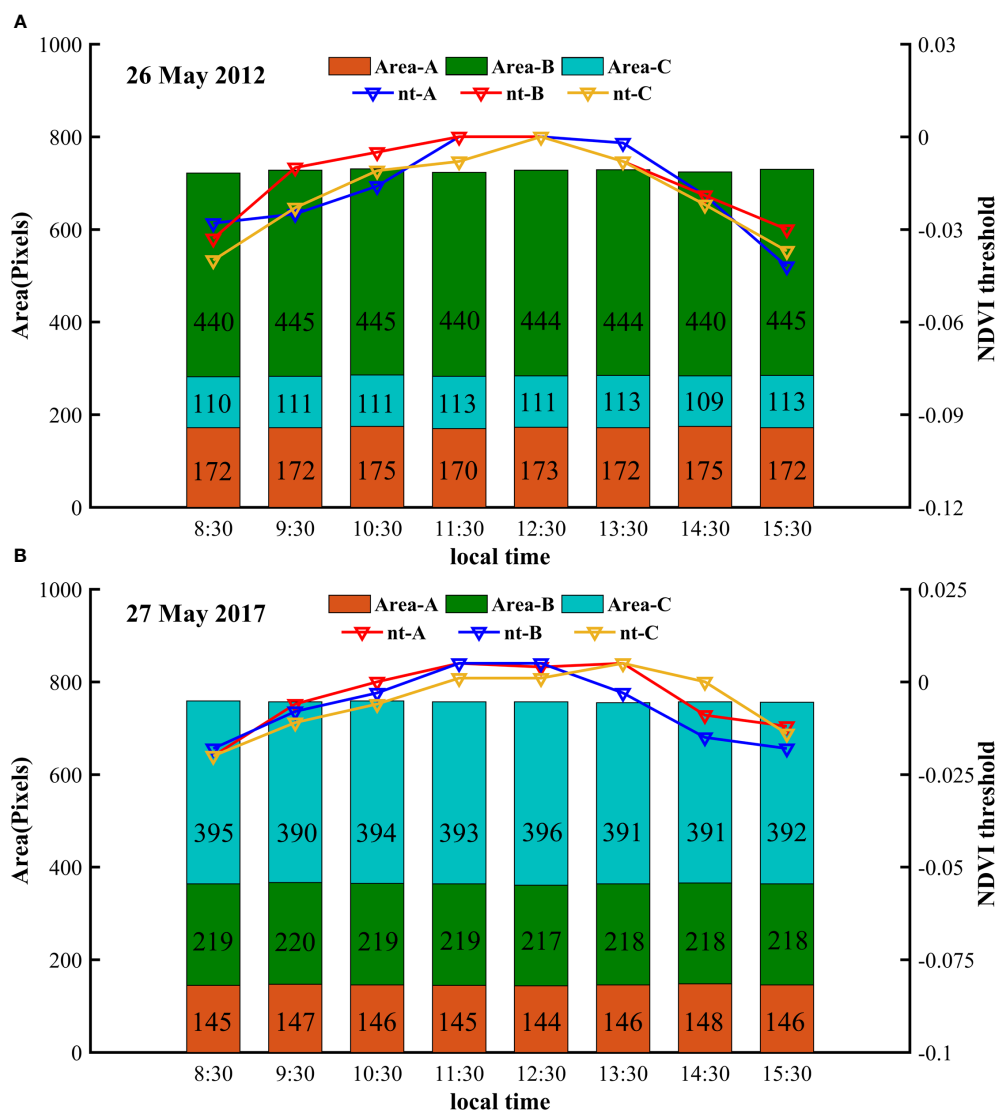 A
26 May 2012
Area-A Area-B Area-C
nt-A nt-B nt-C
1000
800
600
400
200
0
Area(Pixels)
0.03
0
-0.03
-0.06
-0.09
-0.12
NDVI threshold
440 445 445 440 444 444 440 445
110 111 111 113 111 113 109 113
172 172 175 170 173 172 175 172
8:30 9:30 10:30 11:30 12:30 13:30 14:30 15:30
local time
B
27 May 2017
Area-A Area-B Area-C
nt-A nt-B nt-C
1000
800
600
400
200
0
Area(Pixels)
0.025
0
-0.025
-0.05
-0.075
-0.1
NDVI threshold
395 390 394 393 396 391 391 392
219 220 219 219 217 218 218 218
145 147 146 145 144 146 148 146
8:30 9:30 10:30 11:30 12:30 13:30 14:30 15:30
local time